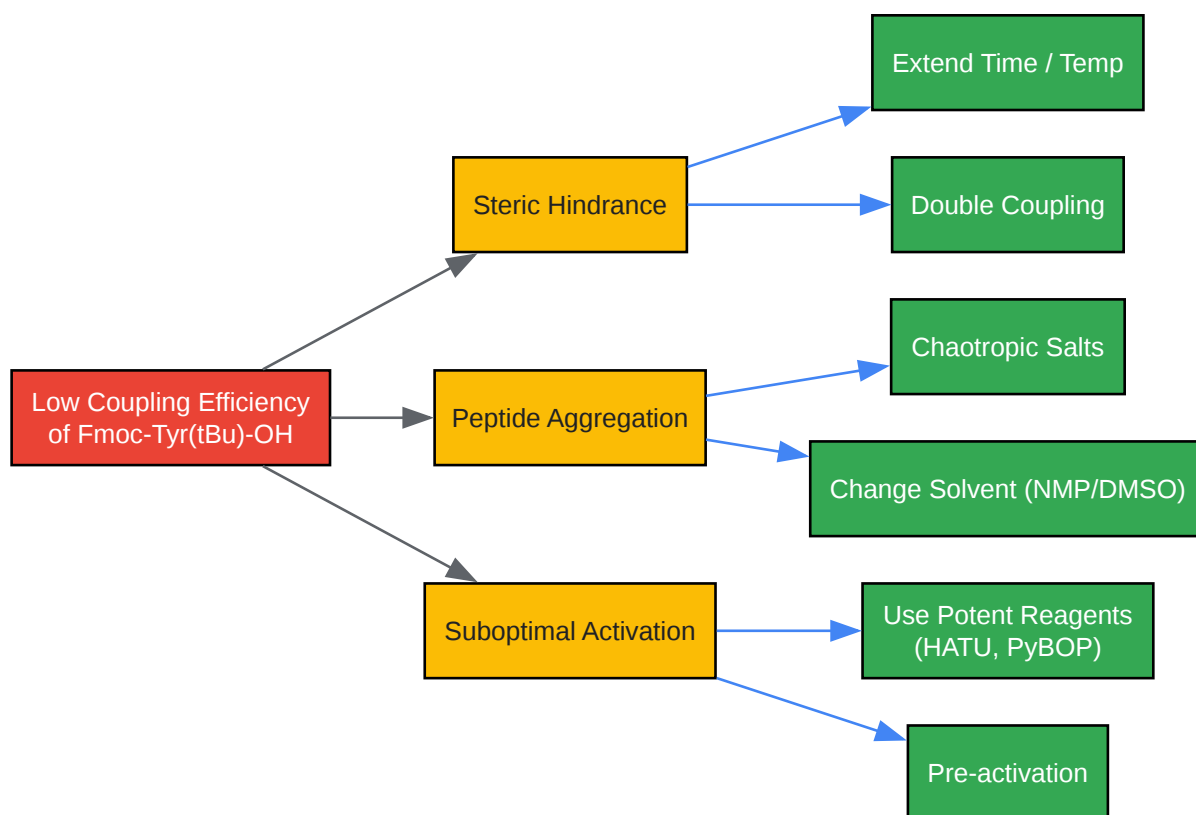 Low Coupling Efficiency
of Fmoc-Tyr(tBu)-OH
Steric Hindrance
Peptide Aggregation
Suboptimal Activation
Extend Time / Temp
Double Coupling
Chaotropic Salts
Change Solvent (NMP/DMSO)
Use Potent Reagents
(HATU, PyBOP)
Pre-activation